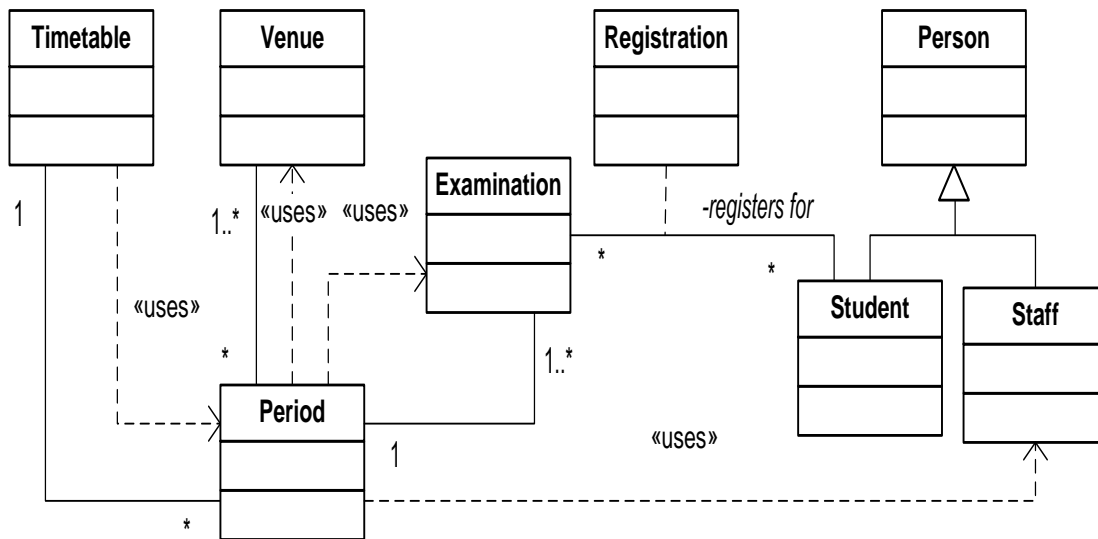 Timetable
Venue
Registration
Person
Examination
1
1..*
«uses»
«uses»
-registers for
*
*
«uses»
Student
Staff
*
1..*
Period
1
«uses»
*